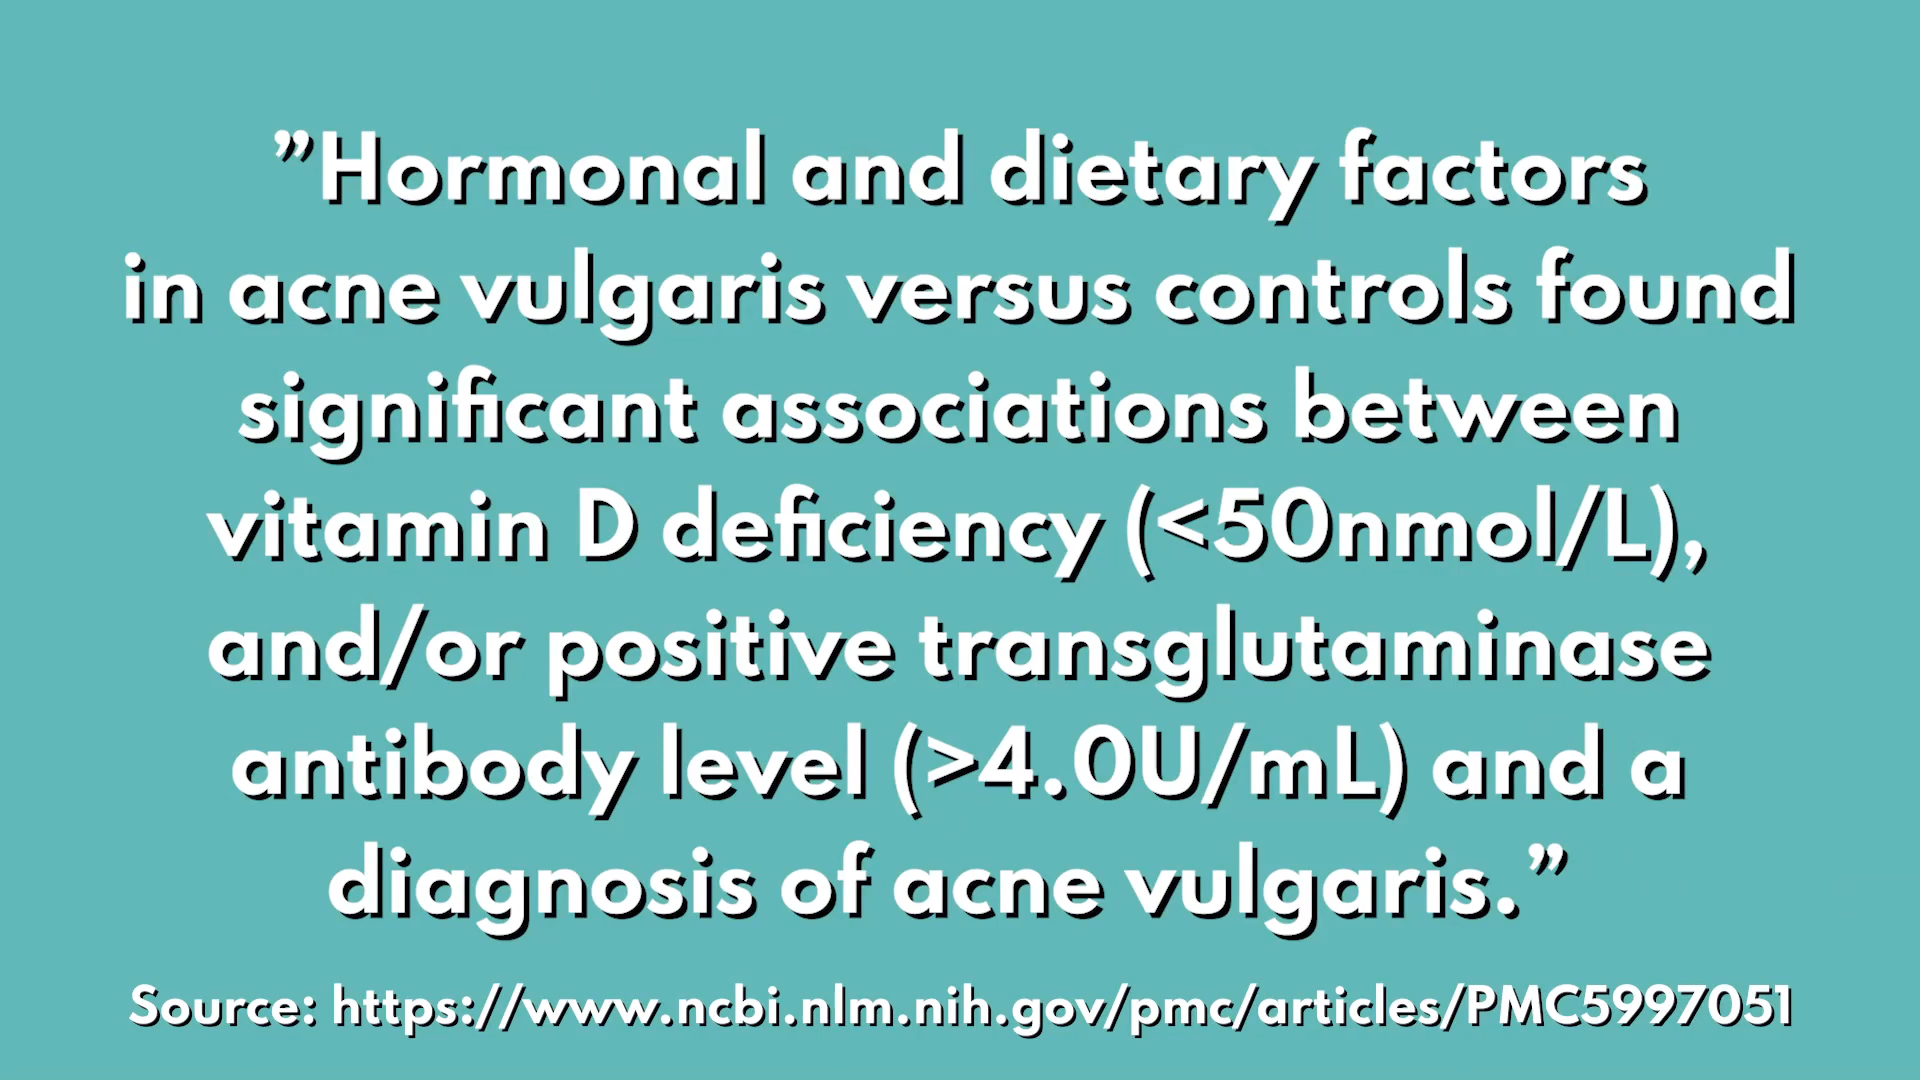 ”Hormonal and dietary factors
in acne vulgaris versus controls found
significant associations between
vitamin D deficiency (<50nmol/L),
and/or positive transglutaminase
antibody level (>4.0U/mL) and a
diagnosis of acne vulgaris.”
Source: https://www.ncbi.nlm.nih.gov/pmc/articles/PMC5997051